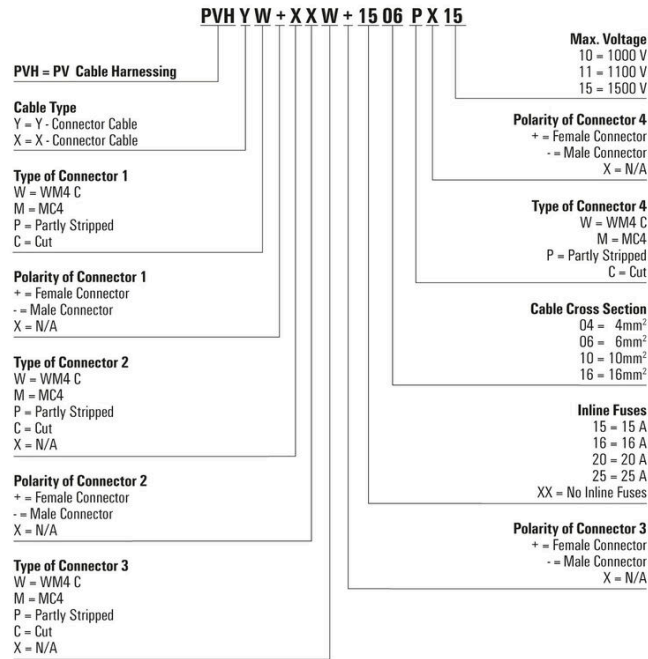 PVH Y W + X X W + 15 06 P X 15
PVH = PV Cable Harnessing
Cable Type
Y = Y - Connector Cable
X = X - Connector Cable
Type of Connector 1
W = WM4 C
M = MC4
P = Partly Stripped
C = Cut
Polarity of Connector 1
+ = Female Connector
- = Male Connector
X = N/A
Type of Connector 2
W = WM4 C
M = MC4
P = Partly Stripped
C = Cut
X = N/A
Polarity of Connector 2
+ = Female Connector
- = Male Connector
X = N/A
Type of Connector 3
W = WM4 C
M = MC4
P = Partly Stripped
C = Cut
X = N/A
Max. Voltage
10 = 1000 V
11 = 1100 V
15 = 1500 V
Polarity of Connector 4
+ = Female Connector
- = Male Connector
X = N/A
Type of Connector 4
W = WM4 C
M = MC4
P = Partly Stripped
C = Cut
Cable Cross Section
04 = 4mm²
06 = 6mm²
10 = 10mm²
16 = 16mm²
Inline Fuses
15 = 15 A
16 = 16 A
20 = 20 A
25 = 25 A
XX = No Inline Fuses
Polarity of Connector 3
+ = Female Connector
- = Male Connector
X = N/A